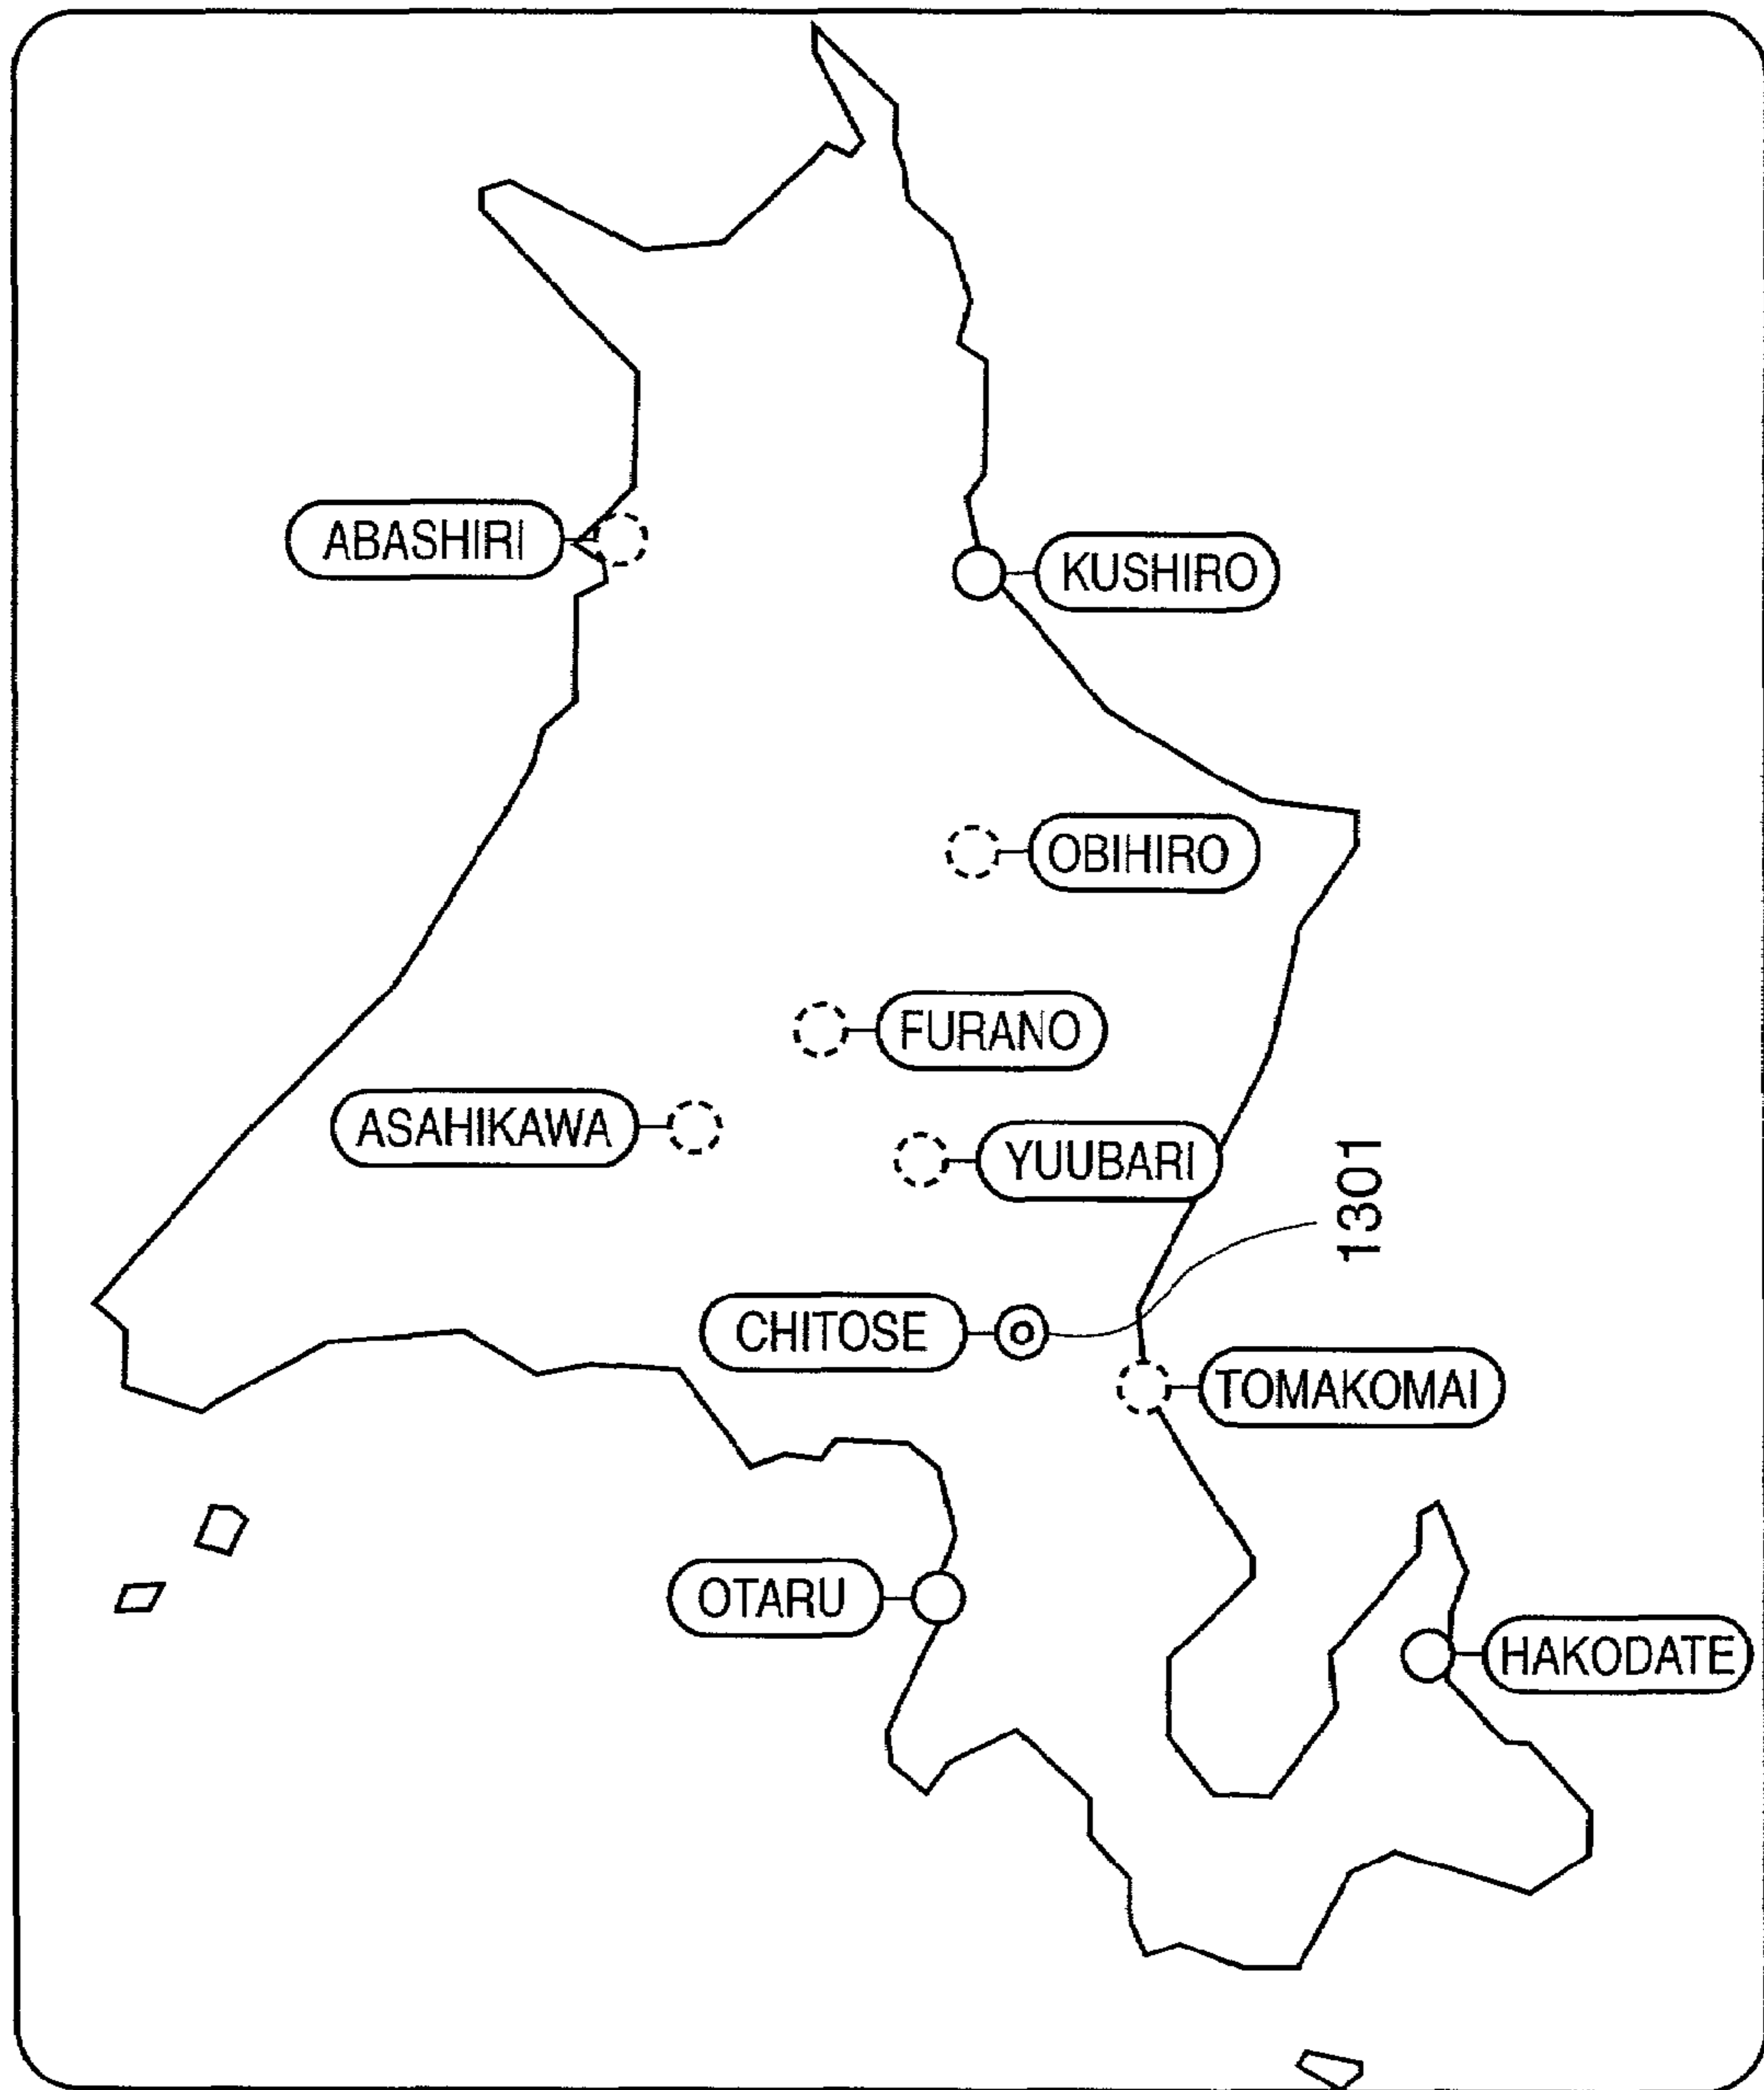 ABASHIRI
KUSHIRO
OBIHIRO
FURANO
ASAHIKAWA
YUUBARI
1301
CHITOSE
TOMAKOMAI
OTARU
HAKODATE